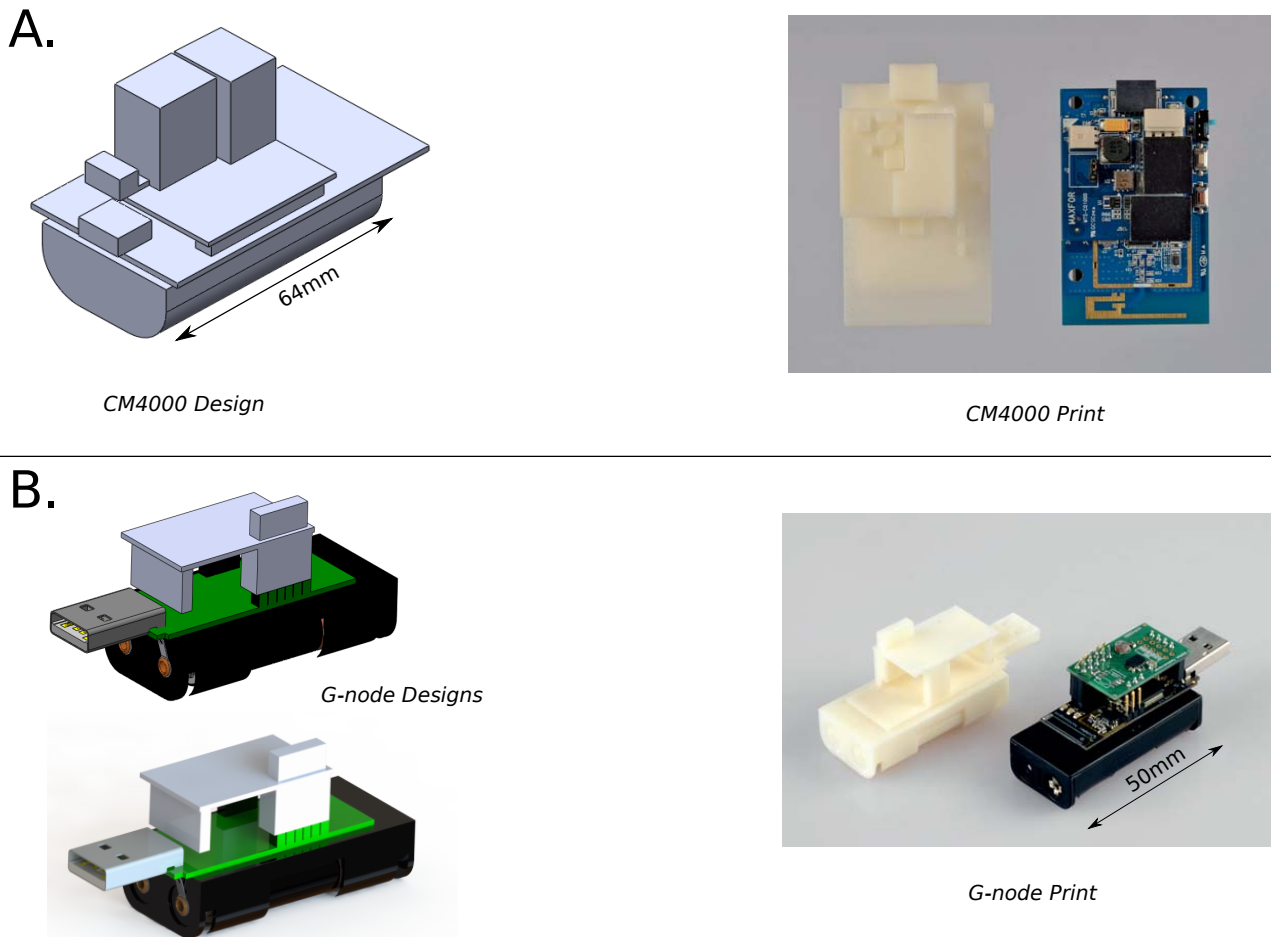 A.
64mm
CM4000 Design
MAXFOR
CM4000 Print
B.
G-node Designs
50mm
G-node Print